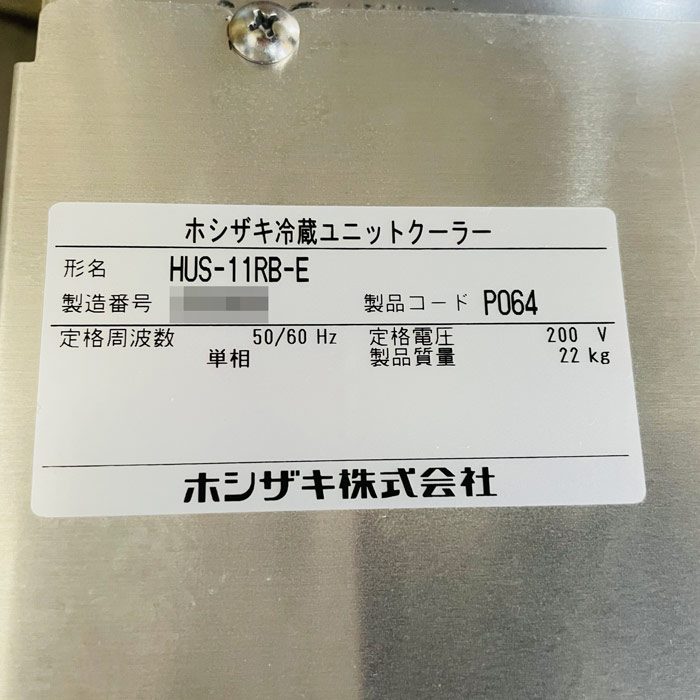 ホシザキ冷蔵ユニットクーラー
形名 HUS-11RB-E
製造番号 製品コード P064
定格周波数 50/60 Hz 定格電圧 200 V
単相 製品質量 22 kg
ホシザキ株式会社